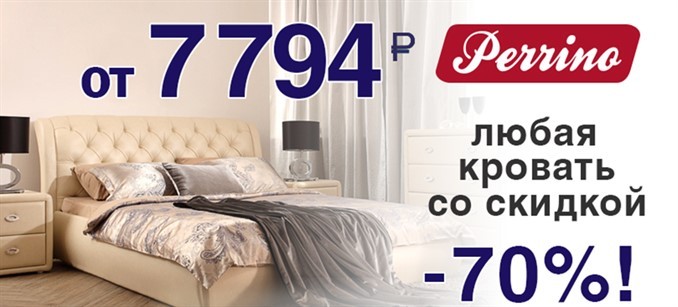 от 7 794 ₽
Perrino
любая
кровать
со скидкой
-70%!